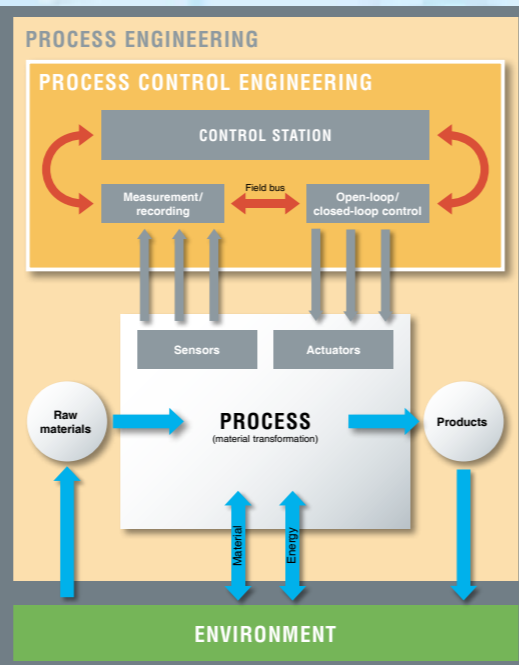 PROCESS ENGINEERING
PROCESS CONTROL ENGINEERING
CONTROL STATION
Measurement/
recording
Field bus
Open-loop/
closed-loop control
Sensors
Actuators
Raw
materials
PROCESS
(material transformation)
Products
Material
Energy
ENVIRONMENT